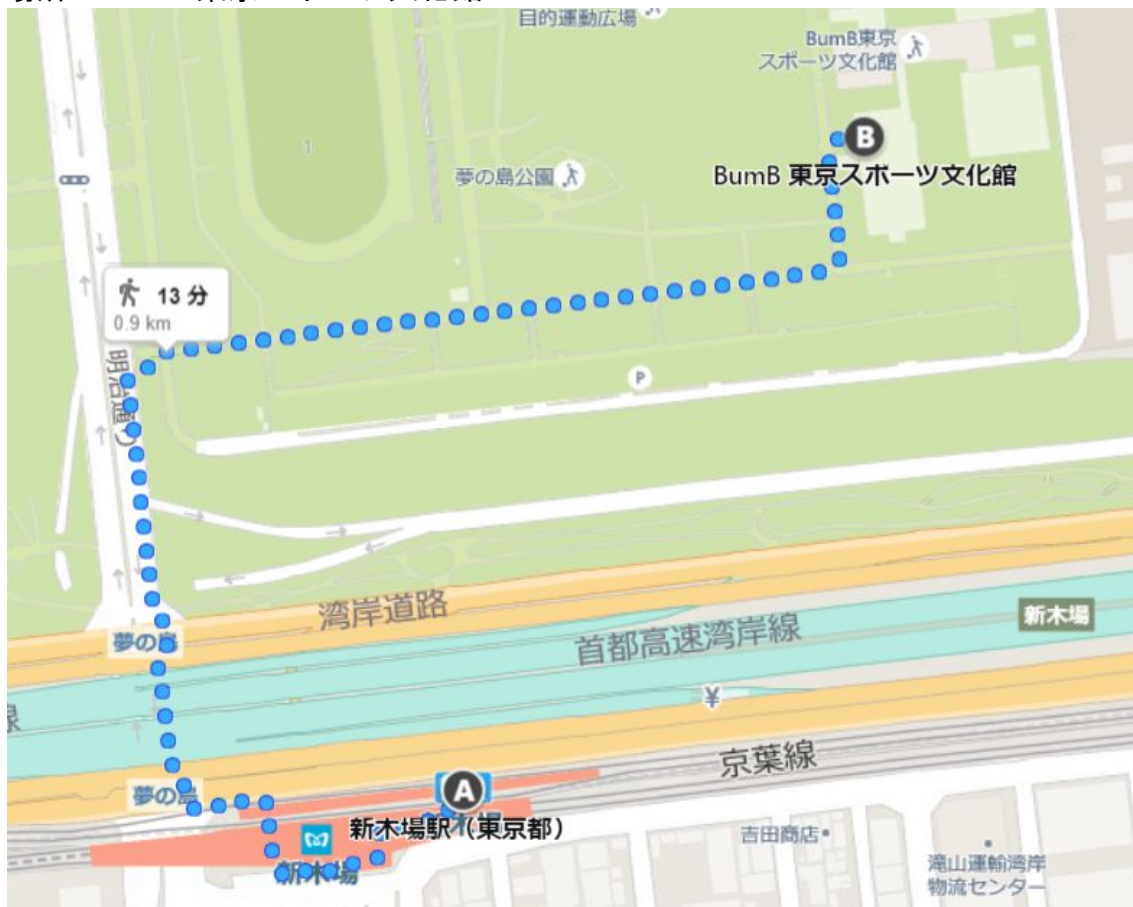 目的運動広場
BumB東京
スポーツ文化館
1
B
夢の島公園
BumB 東京スポーツ文化館
13 分
0.9 km
明治通り
P
湾岸道路
新木場
夢の島
首都高速湾岸線
線
¥
京葉線
夢の島
A
新木場駅（東京都）
吉田商店
新木場
滝山運輸湾岸
物流センター